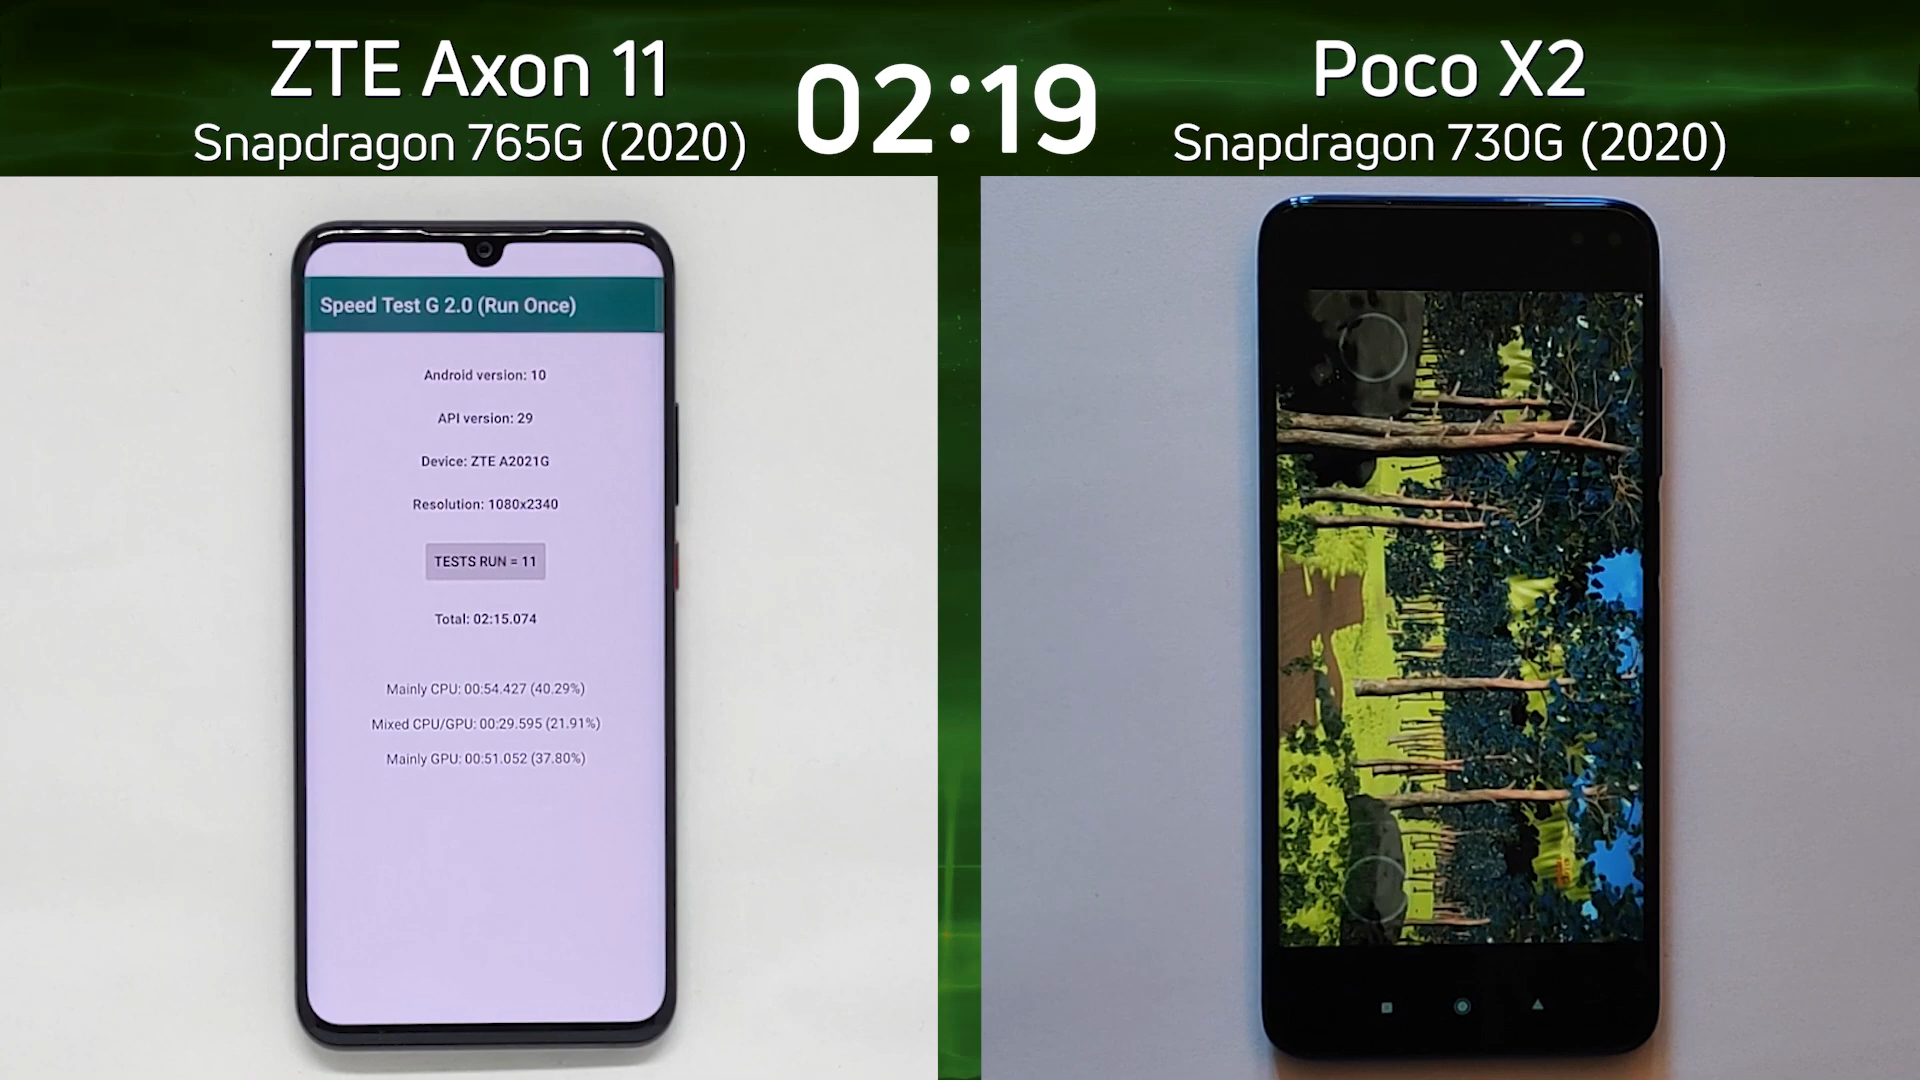 ZTE Axon 11
Snapdragon 765G (2020)
02:19
Poco X2
Snapdragon 730G (2020)
Speed Test G 2.0 (Run Once)
Android version: 10
API version: 29
Device: ZTE A2021G
Resolution: 1080x2340
TESTS RUN = 11
Total: 02:15.074
Mainly CPU: 00:54.427 (40.29%)
Mixed CPU/GPU: 00:29.595 (21.91%)
Mainly GPU: 00:51.052 (37.80%)